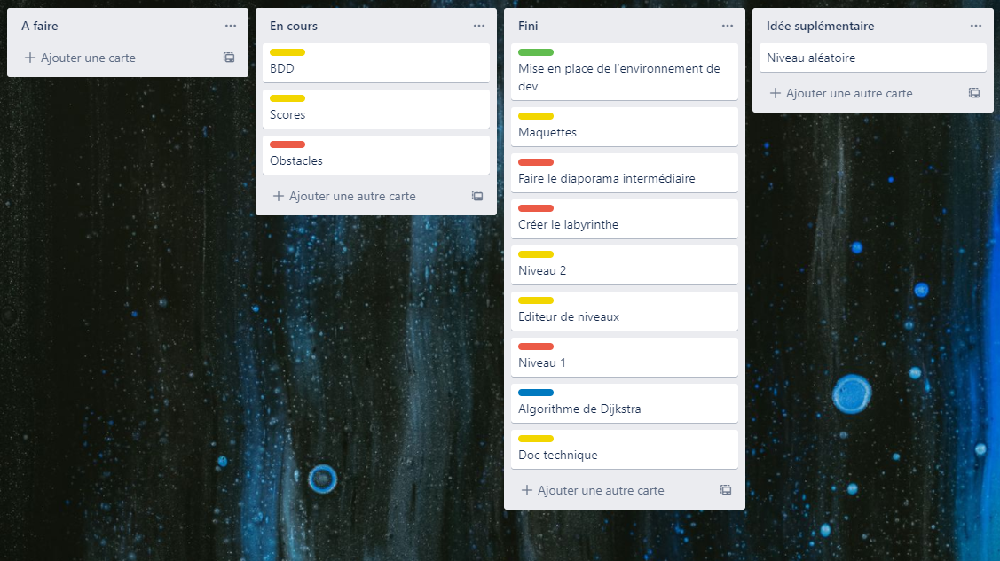 A faire
Ajouter une carte
En cours
BDD
Scores
Obstacles
Ajouter une autre carte
Fini
Mise en place de l'environnement de
dev
Maquettes
Faire le diaporama intermédiaire
Créer le labyrinthe
Niveau 2
Editeur de niveaux
Niveau 1
Algorithme de Dijkstra
Doc technique
Ajouter une autre carte
Idée suplémentaire
Niveau aléatoire
Ajouter une autre carte